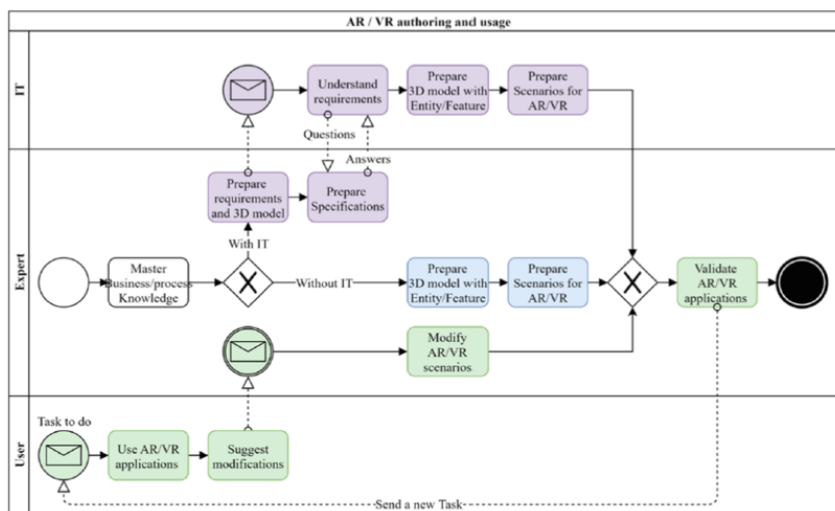 AR / VR authoring and usage
IT
Understand
requirements
Prepare
3D model with
Entity/Feature
Prepare
Scenarios for
AR/VR
Questions
Answers
Expert
Prepare
requirements
and 3D model
Prepare
Specifications
With IT
Master
Business/process
Knowledge
Without IT
Prepare
3D model with
Entity/Feature
Prepare
Scenarios for
AR/VR
Validate
AR/VR
applications
Modify
AR/VR
scenarios
User
Task to do
Use AR/VR
applications
Suggest
modifications
Send a new Task